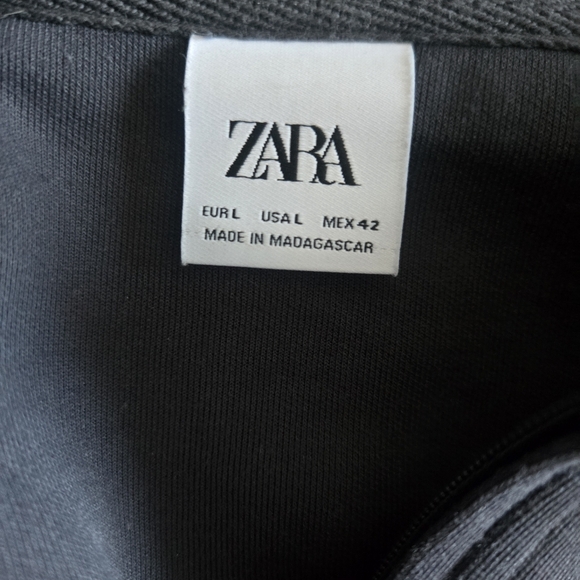 ZARA
EUR L USA L MEX 42
MADE IN MADAGASCAR